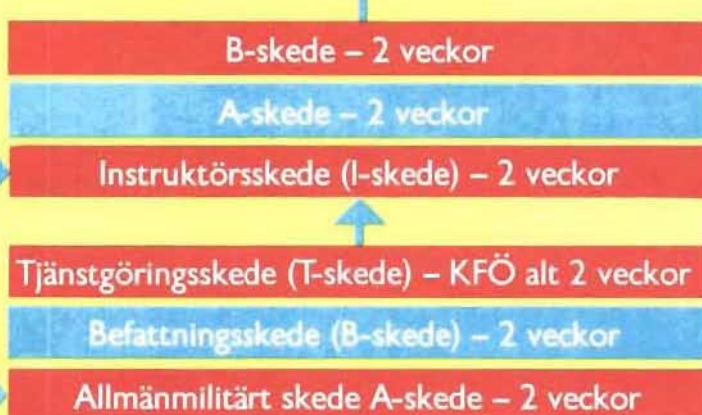 B-skede – 2 veckor
A-skede – 2 veckor
Instruktörsskede (I-skede) – 2 veckor
Tjänstgöringsskede (T-skede) – KFÖ alt 2 veckor
Befattningsskede (B-skede) – 2 veckor
Allmänmilitärt skede A-skede – 2 veckor